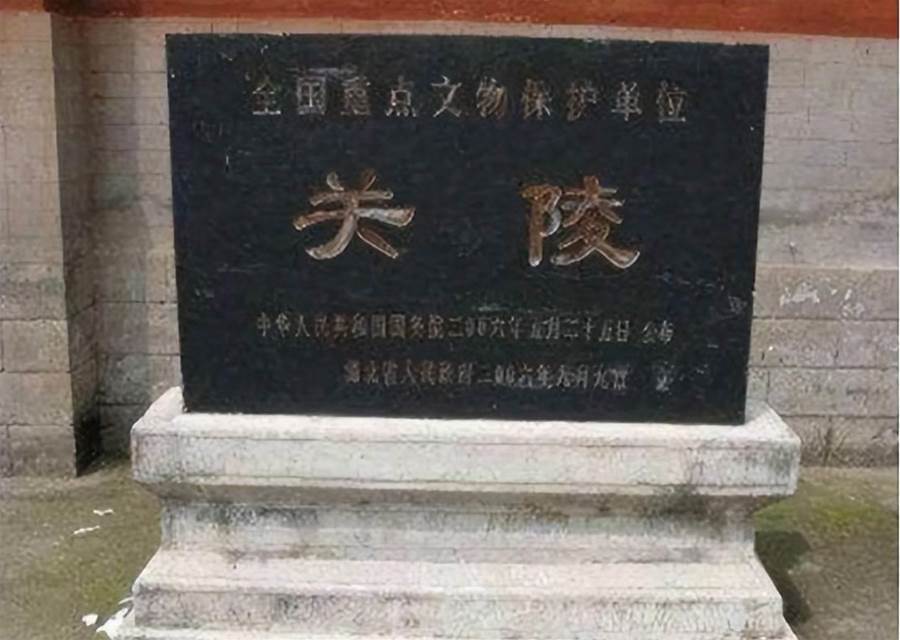 全国重点文物保护单位
关陵
中华人民共和国国务院二00六年五月二十五日 公布
湖北省人民政府二00六年九月九日 立